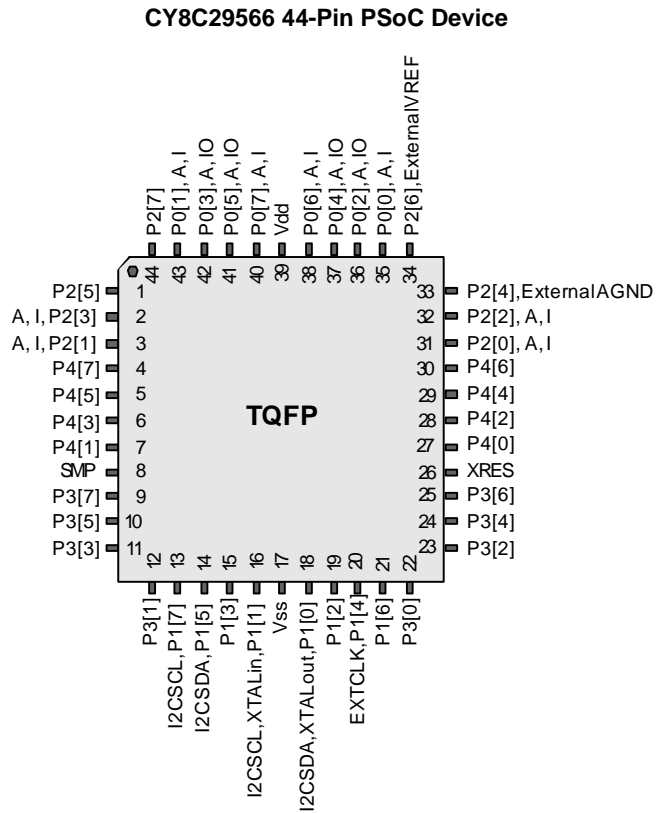 CY8C29566 44-Pin PSoC Device
P2[7]
P0[1], A, I
P0[3], A, IO
P0[5], A, IO
P0[7], A, I
Vdd
P0[6], A, I
P0[4], A, IO
P0[2], A, IO
P0[0], A, I
P2[6], ExternalVREF
44
43
42
41
40
39
38
37
36
35
34
P2[5] 1
A, I, P2[3] 2
A, I, P2[1] 3
P4[7] 4
P4[5] 5
P4[3] 6
P4[1] 7
SMP 8
P3[7] 9
P3[5] 10
P3[3] 11
TQFP
33 P2[4], ExternalAGND
32 P2[2], A, I
31 P2[0], A, I
30 P4[6]
29 P4[4]
28 P4[2]
27 P4[0]
26 XRES
25 P3[6]
24 P3[4]
23 P3[2]
12
13
14
15
16
17
18
19
20
21
22
P3[1]
I2CSCL, P1[7]
I2CSDA, P1[5]
P1[3]
I2CSCL, XTALin, P1[1]
Vss
I2CSDA, XTALout, P1[0]
P1[2]
EXTCLK, P1[4]
P1[6]
P3[0]